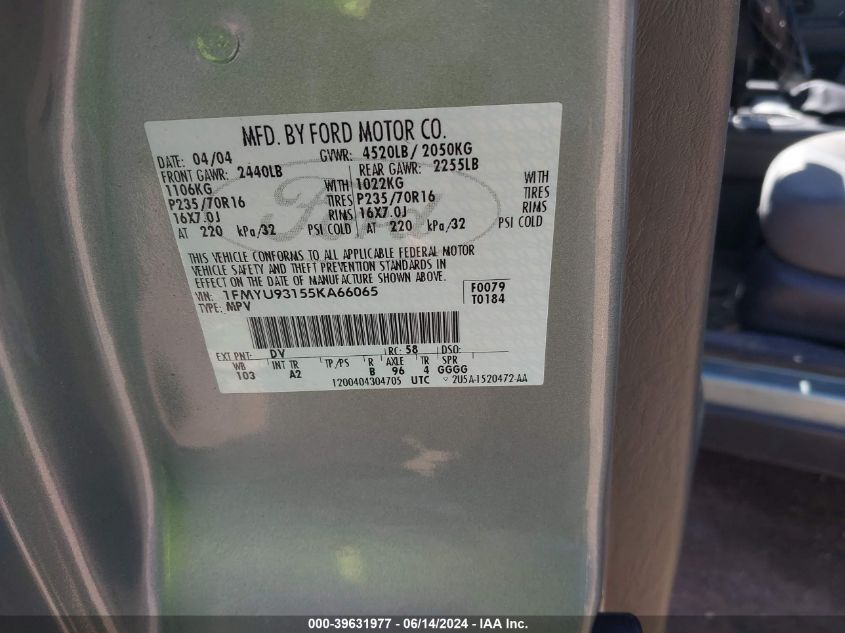 MFD. BY FORD MOTOR CO.
DATE: 04/04 GVWR: 4520LB/ 2050KG
FRONT GAWR: 2440LB REAR GAWR: 2255LB
1106KG WITH 1022KG WITH
P235/70R16 TIRES P235/70R16 TIRES
16X7.0J RIMS 16X7.0J RIMS
AT 220 kPa/32 PSI COLD AT 220 kPa/32 PSI COLD
Ford
THIS VEHICLE CONFORMS TO ALL APPLICABLE FEDERAL MOTOR
VEHICLE SAFETY AND THEFT PREVENTION STANDARDS IN
EFFECT ON THE DATE OF MANUFACTURE SHOWN ABOVE.
VIN: 1FMYU93155KA66065 F0079
TYPE: MPV T0184
EXT PNT: DV RC: 58 DSO:
WB INT TR TP/PS R AXLE TR SPR
103 A2 B 96 4 GGGG
1200404304705 UTC 2U5A-1520472-AA
000-39631977 - 06/14/2024 - IAA Inc.